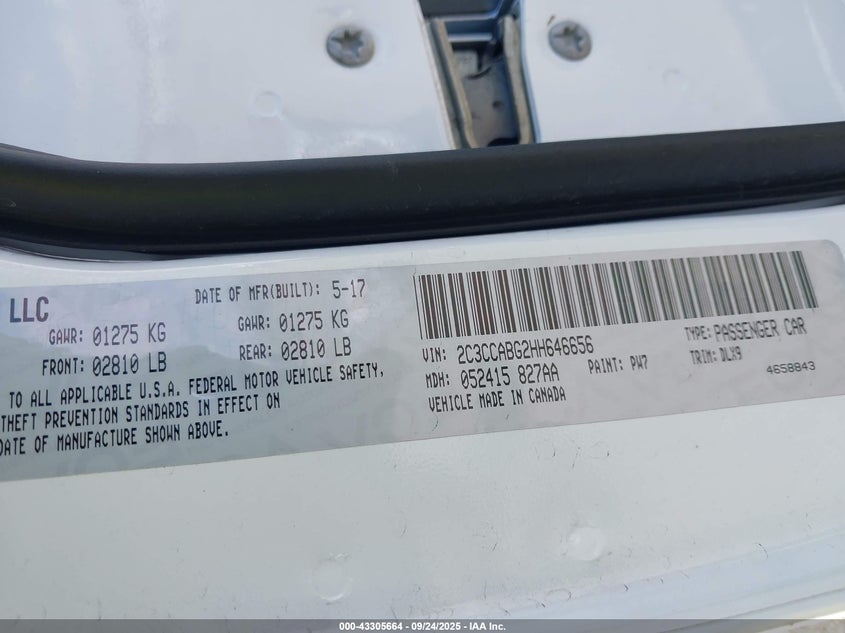 LLC
DATE OF MFR(BUILT): 5-17
GAWR: 01275 KG
GAWR: 01275 KG
FRONT: 02810 LB
REAR: 02810 LB
TO ALL APPLICABLE U.S.A. FEDERAL MOTOR VEHICLE SAFETY,
THEFT PREVENTION STANDARDS IN EFFECT ON
DATE OF MANUFACTURE SHOWN ABOVE.
VIN: 2C3CCABG2HH646656
TYPE: PASSENGER CAR
MDH: 052415 827AA
PAINT: PW7
TRIM: DLX9
VEHICLE MADE IN CANADA
4658843
000-43305664 - 09/24/2025 - IAA Inc.